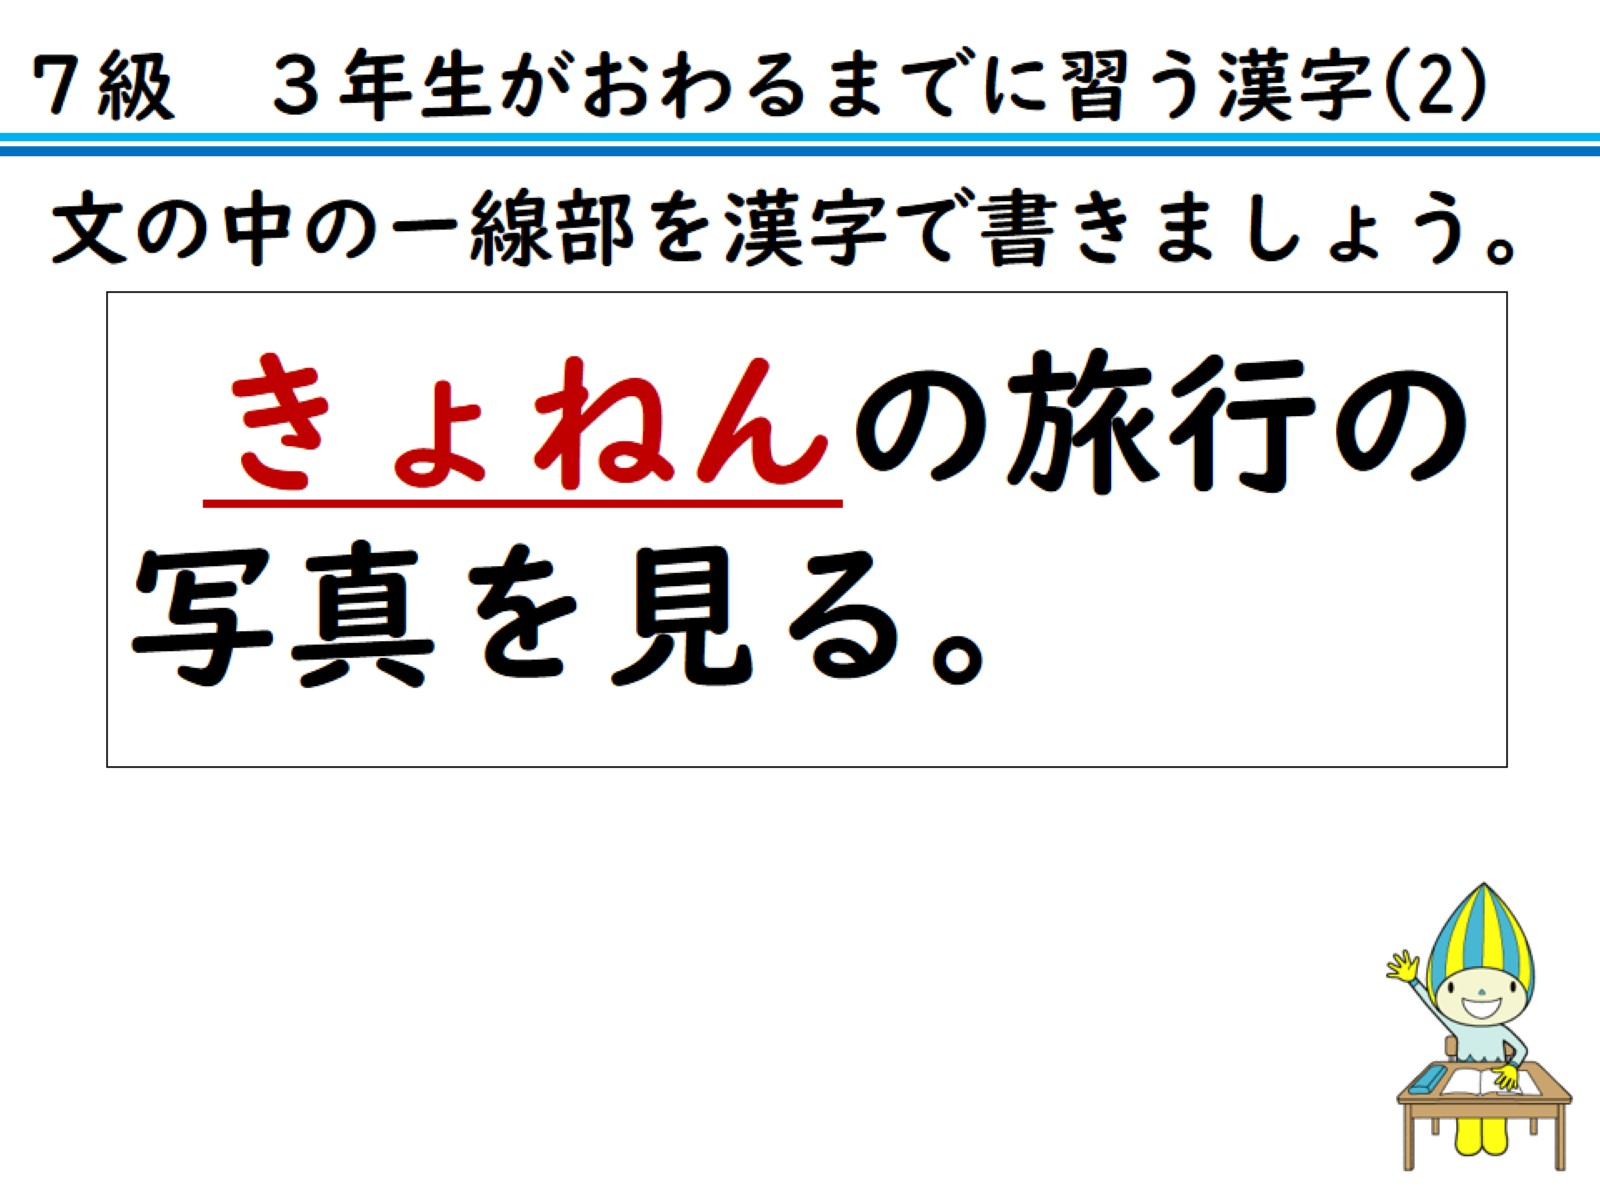 ７級　３年生がおわるまでに習う漢字(2)
文の中の一線部を漢字で書きましょう。
きょねんの旅行の
写真を見る。